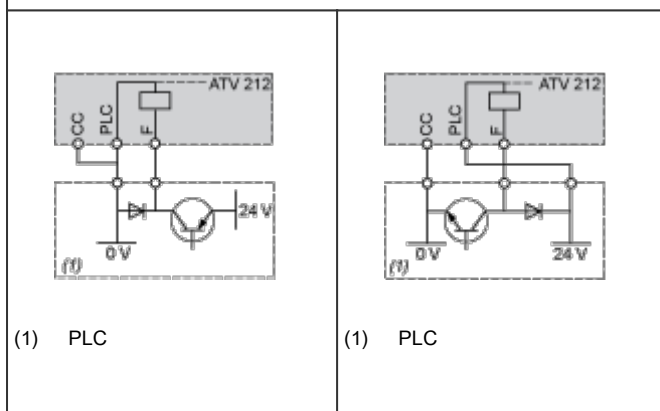 ATV 212
CC
PLC
F
24 V
0 V
(1)
(1) PLC
ATV 212
CC
PLC
F
0 V
24 V
(1)
(1) PLC